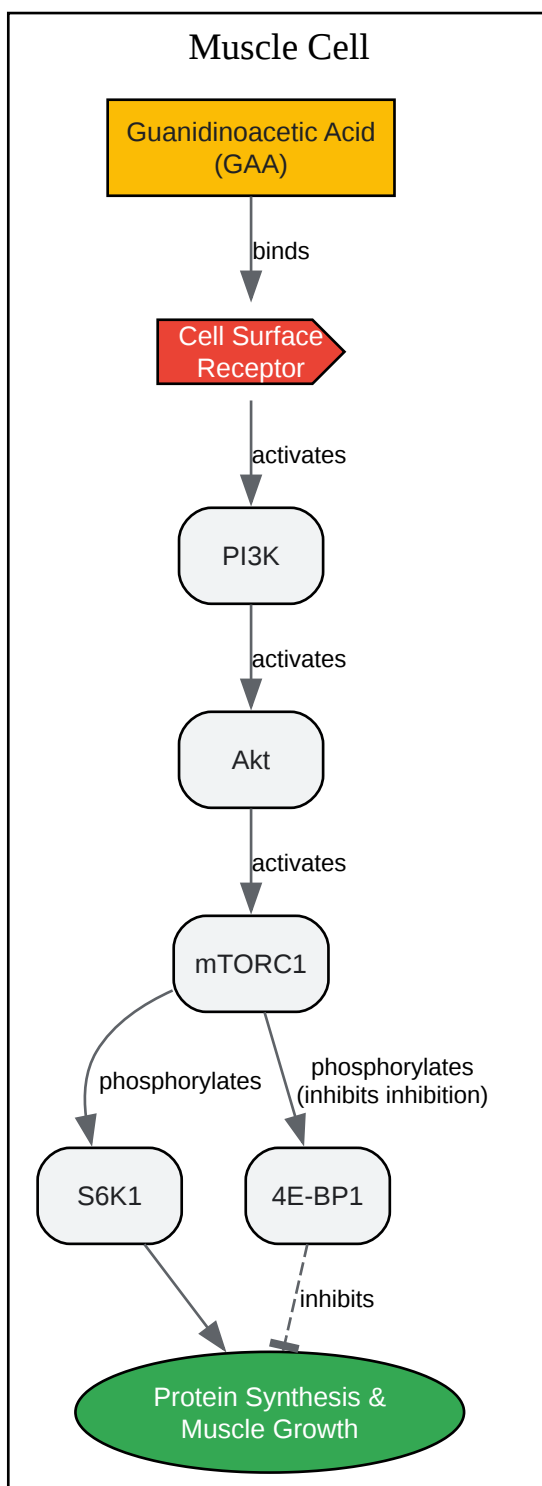 Muscle Cell
Guanidinoacetic Acid
(GAA)
binds
Cell Surface
Receptor
activates
PI3K
activates
Akt
activates
mTORC1
phosphorylates
phosphorylates
(inhibits inhibition)
S6K1
4E-BP1
inhibits
Protein Synthesis &
Muscle Growth